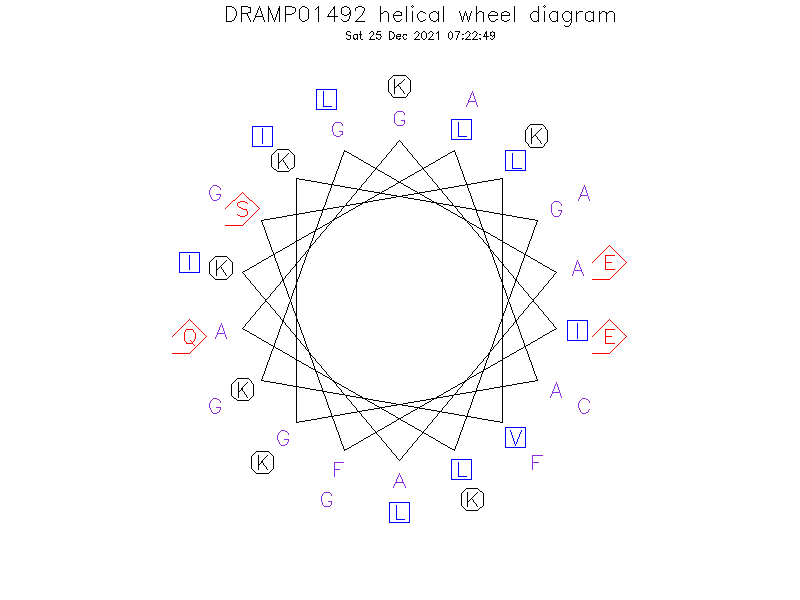 DRAMP01492 helical wheel diagram
Sat 25 Dec 2021 07:22:49
K
L A
G
G L
I K
K L
G A
S G
I K A E
Q A I E
K A
G C
G V
K F
F L
A
G K
L